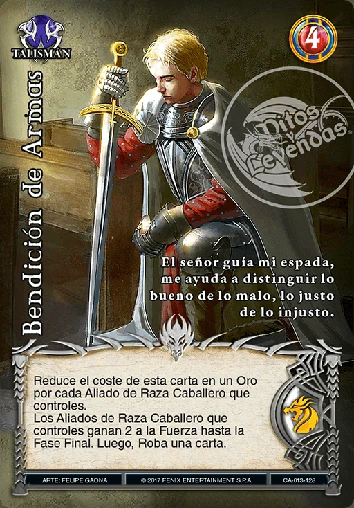 TALISMAN
4
Bendición de Armas
Mitos y
Leyendas
El señor guía mi espada,
me ayuda a distinguir lo
bueno de lo malo, lo justo
de lo injusto.
Reduce el coste de esta carta en un Oro
por cada Aliado de Raza Caballero que
controles.
Los Aliados de Raza Caballero que
controles ganan 2 a la Fuerza hasta la
Fase Final. Luego, Roba una carta.
ARTE: FELIPE GAONA
© 2017 FENIX ENTERTAINMENT S.P.A.
CA-013-128